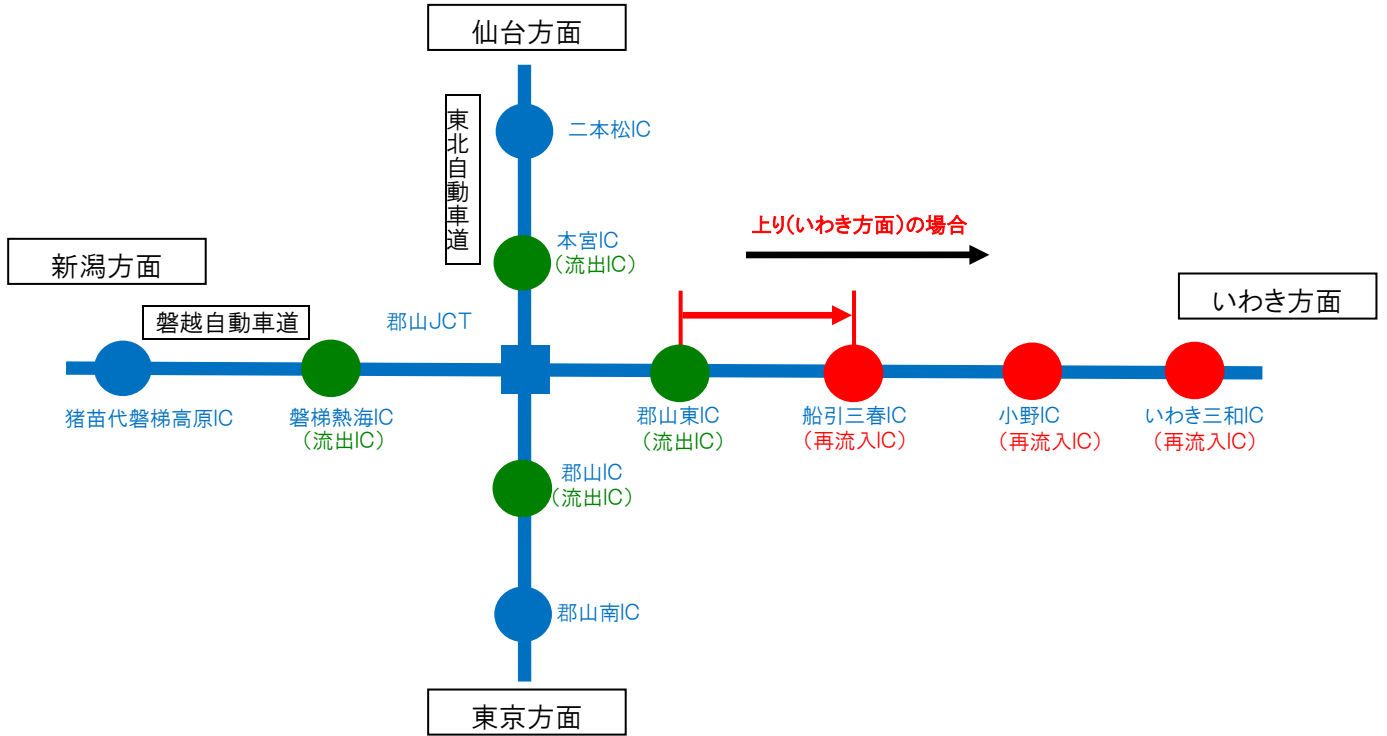 仙台方面
東北自動車道
二本松IC
本宮IC
(流出IC)
上り(いわき方面)の場合
新潟方面
いわき方面
磐越自動車道
郡山JCT
猪苗代磐梯高原IC
磐梯熱海IC
(流出IC)
郡山東IC
(流出IC)
船引三春IC
(再流入IC)
小野IC
(再流入IC)
いわき三和IC
(再流入IC)
郡山IC
(流出IC)
郡山南IC
東京方面